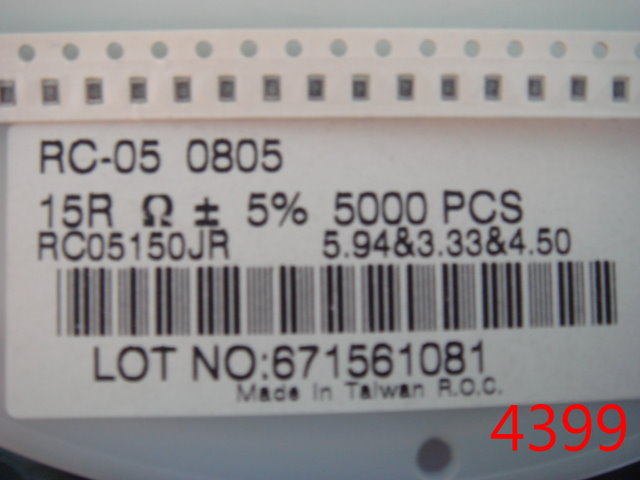 RC-05 0805
15R Ω ± 5% 5000 PCS
RC05150JR 5.94&3.33&4.50
LOT NO:671561081
Made In Taiwan R.O.C.
4399